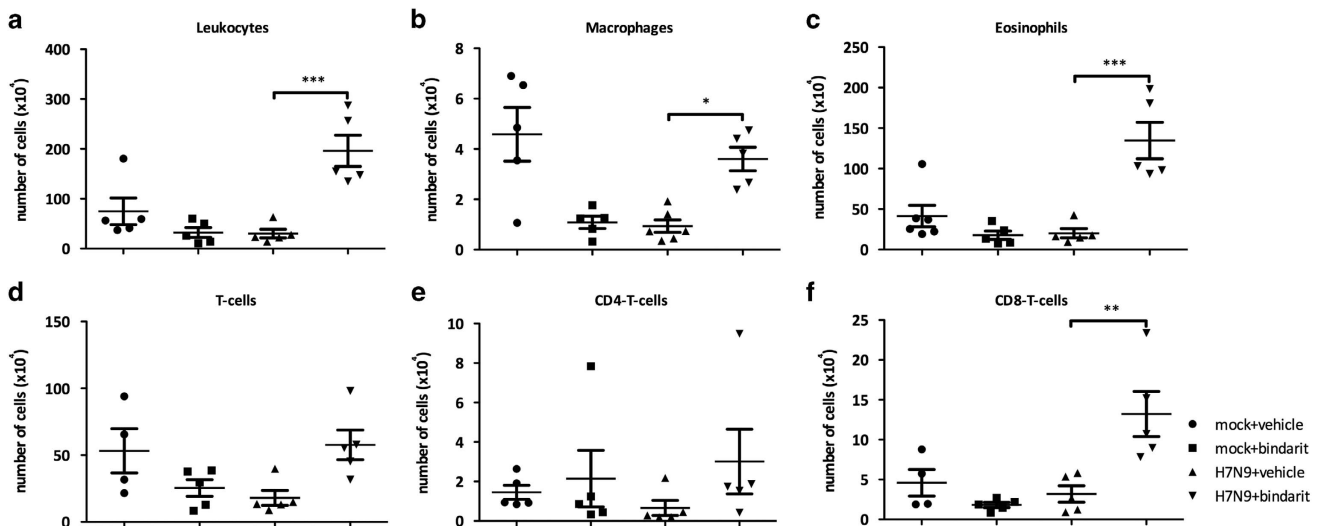 a
Leukocytes
number of cells (x10⁴)
400
300
200
100
0
***
b
Macrophages
number of cells (x10⁴)
8
6
4
2
0
*
c
Eosinophils
number of cells (x10⁴)
250
200
150
100
50
0
***
d
T-cells
number of cells (x10⁴)
150
100
50
0
e
CD4-T-cells
number of cells (x10⁴)
10
8
6
4
2
0
f
CD8-T-cells
number of cells (x10⁴)
25
20
15
10
5
0
**
mock+vehicle
mock+bindarit
H7N9+vehicle
H7N9+bindarit